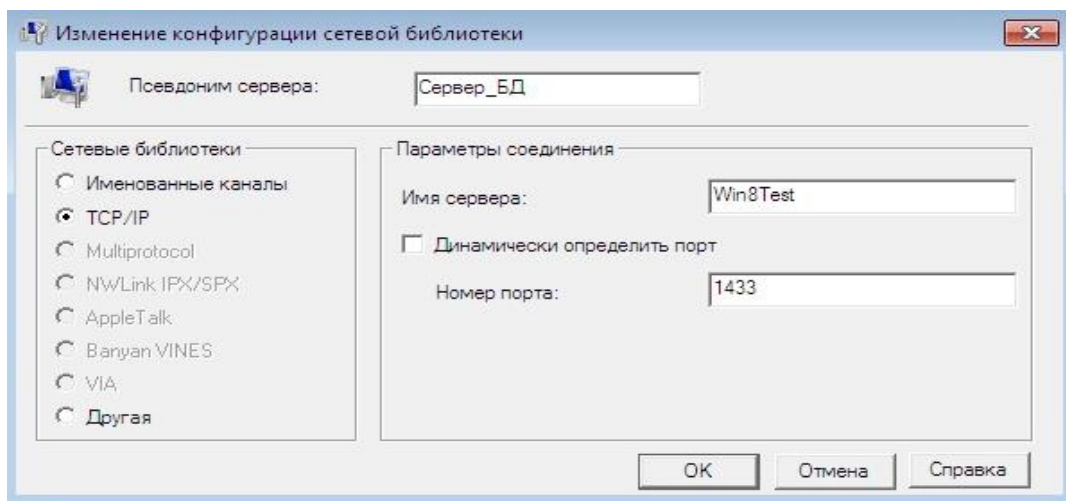 Изменение конфигурации сетевой библиотеки
Псевдоним сервера: Сервер_БД
Сетевые библиотеки
Именованные каналы
TCP/IP
Multiprotocol
NWLink IPX/SPX
AppleTalk
Banyan VINES
VIA
Другая
Параметры соединения
Имя сервера: Win8Test
Динамически определить порт
Номер порта: 1433
OK Отмена Справка